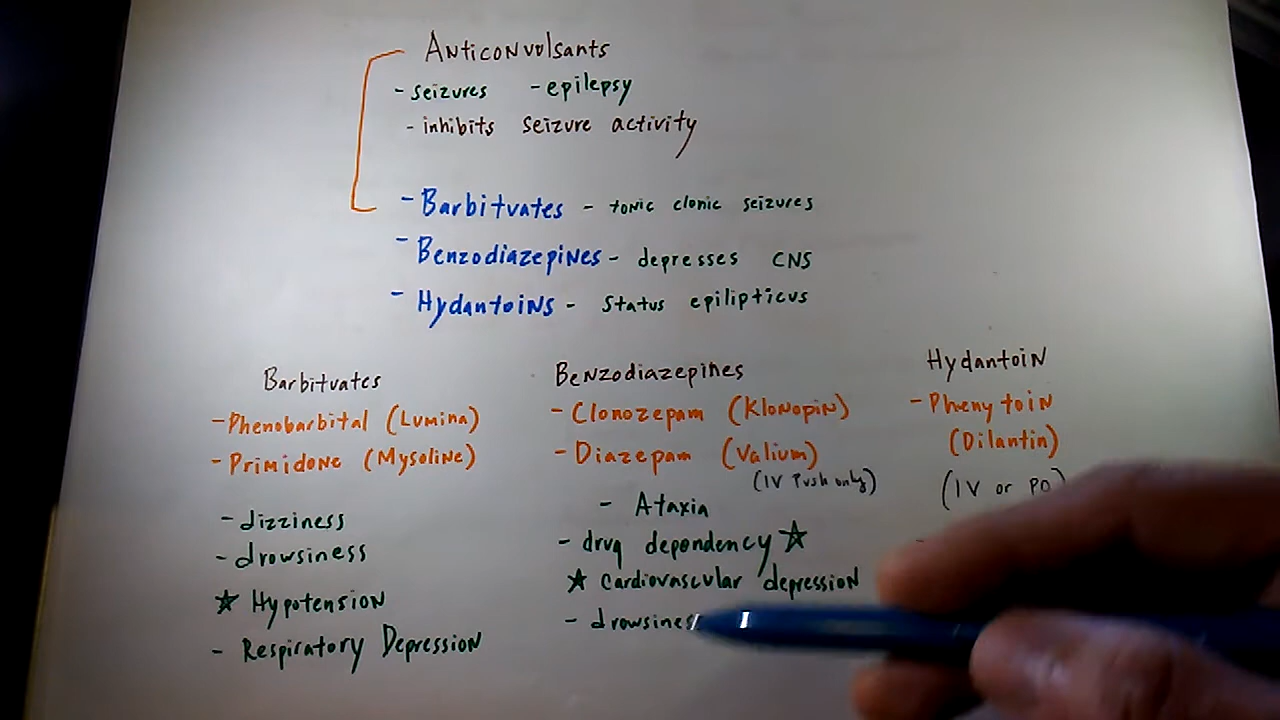 Anticonvulsants
- seizures - epilepsy
- inhibits seizure activity
- Barbituates - tonic clonic seizures
- Benzodiazepines - depresses CNS
- Hydantoins - Status epilipticus
Barbituates
- Phenobarbital (Lumina)
- Primidone (Mysoline)
- dizziness
- drowsiness
★ Hypotension
- Respiratory Depression
Benzodiazepines
- Clonozepam (Klonopin)
- Diazepam (Valium)
(IV Push only)
- Ataxia
- drug dependency ★
★ Cardiovascular depression
- drowsines
Hydantoin
- Phenytoin
(Dilantin)
(IV or PO)
-